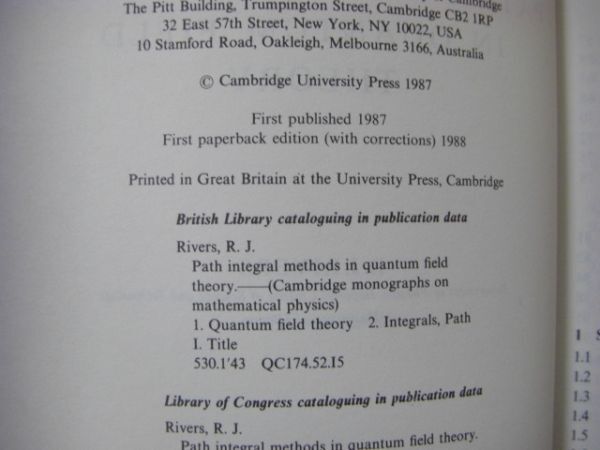 The Pitt Building, Trumpington Street, Cambridge CB2 1RP
32 East 57th Street, New York, NY 10022, USA
10 Stamford Road, Oakleigh, Melbourne 3166, Australia
© Cambridge University Press 1987
First published 1987
First paperback edition (with corrections) 1988
Printed in Great Britain at the University Press, Cambridge
British Library cataloguing in publication data
Rivers, R. J.
Path integral methods in quantum field
theory.——(Cambridge monographs on
mathematical physics)
1. Quantum field theory 2. Integrals, Path
I. Title
530.1'43 QC174.52.I5
Library of Congress cataloguing in publication data
Rivers, R. J.
Path integral methods in quantum field theory.
1
1.1
1.2
1.3
1.4
1.5